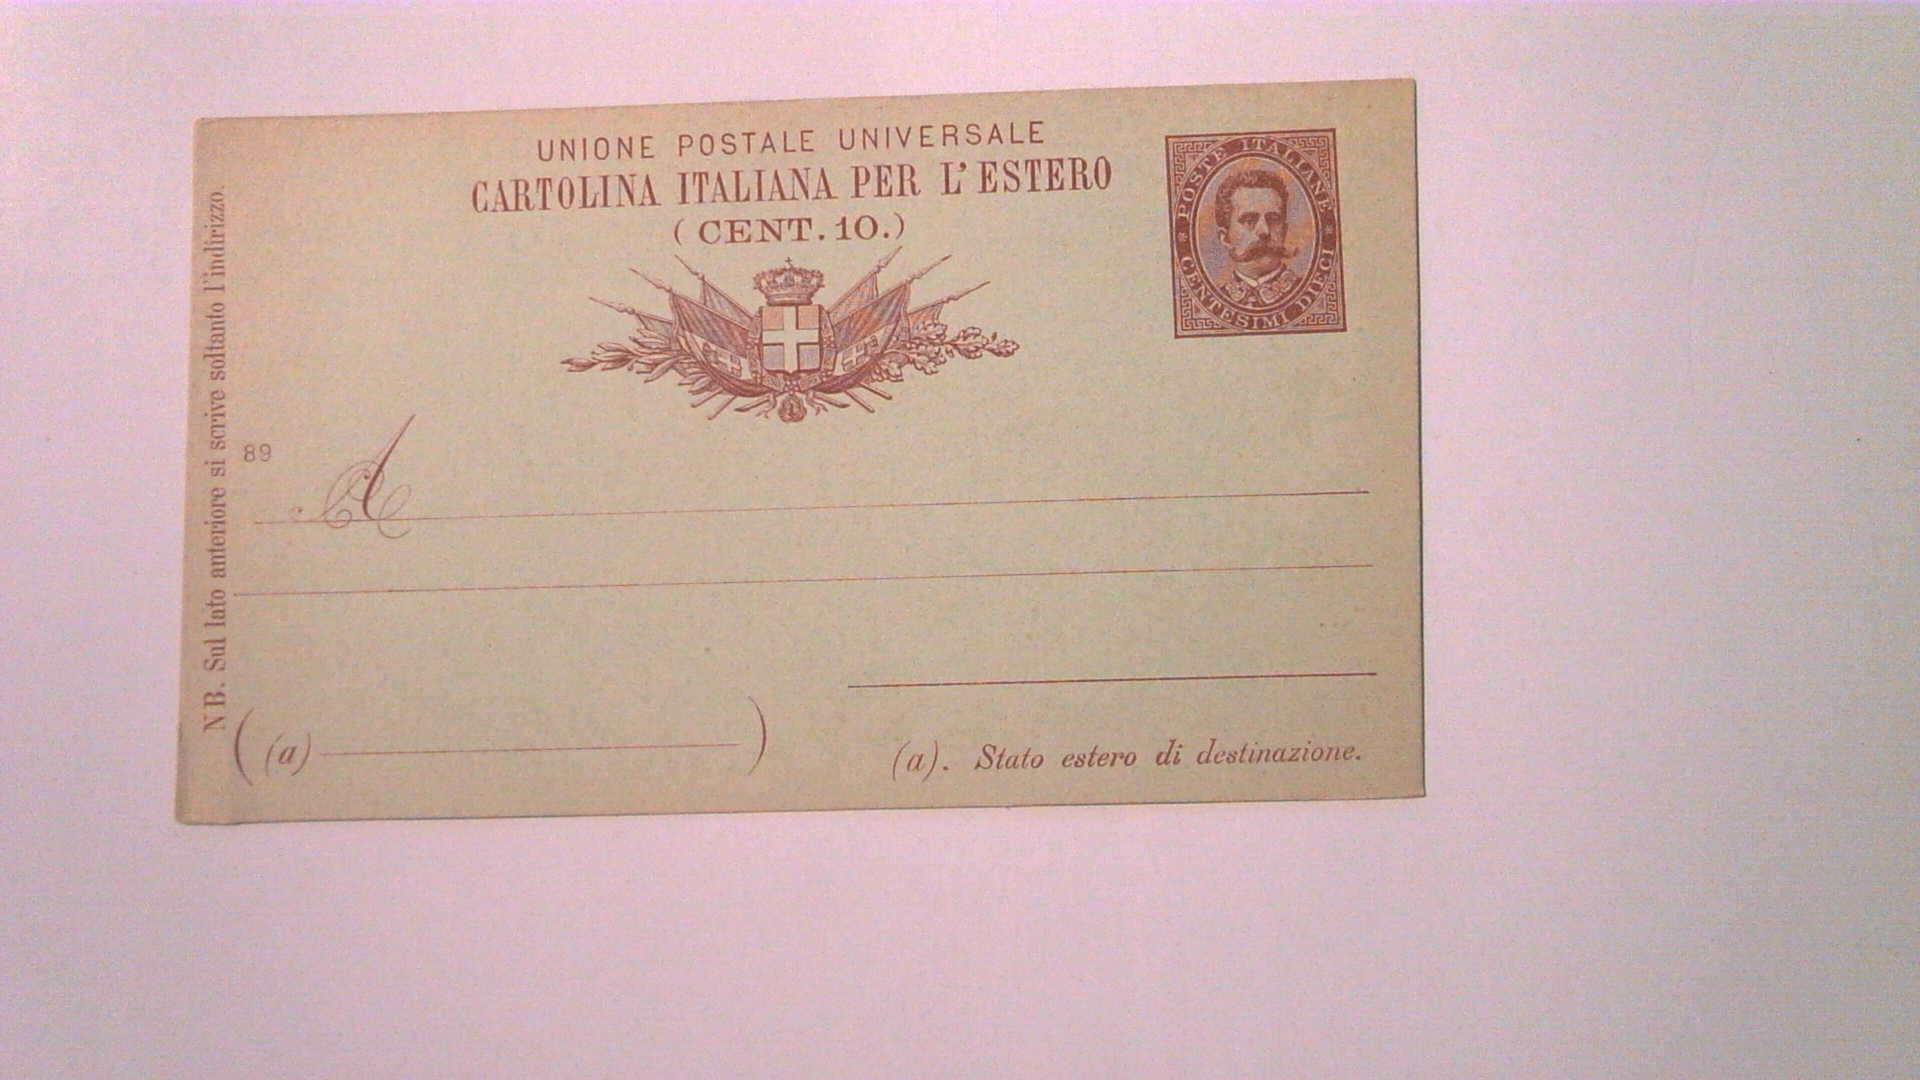 UNIONE POSTALE UNIVERSALE
CARTOLINA ITALIANA PER L'ESTERO
(CENT. 10.)
* POSTE ITALIANE *
CENTESIMI DIECI
NB. Sul lato anteriore si scrive soltanto l'indirizzo.
89
A
((a) )
(a). Stato estero di destinazione.